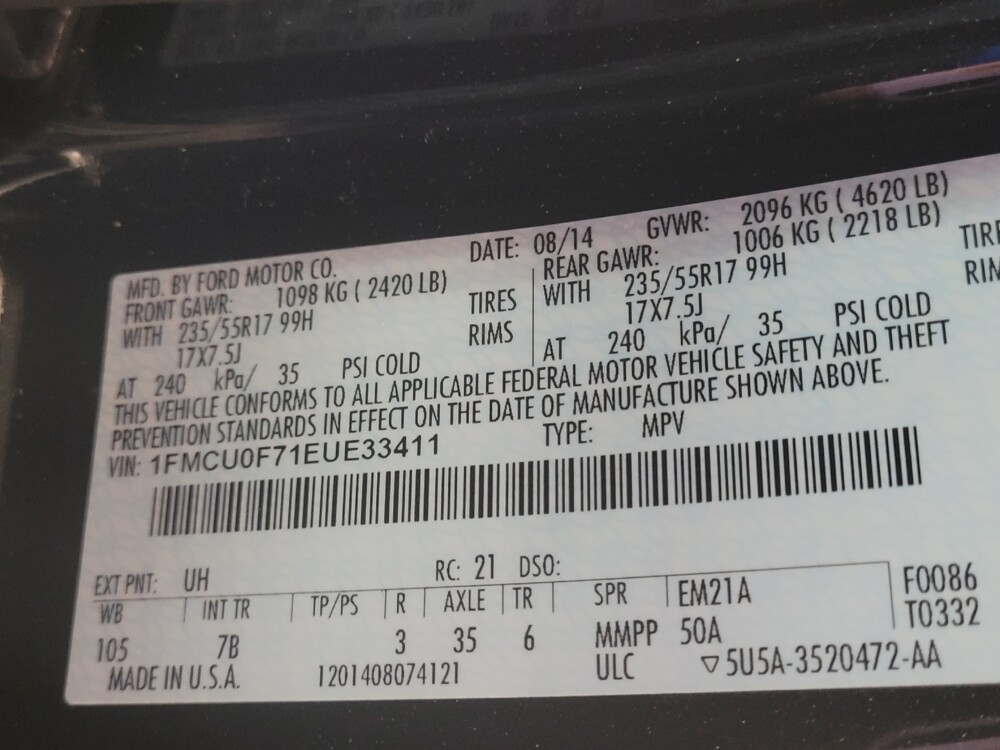 MFD. BY FORD MOTOR CO. DATE: 08/14 GVWR: 2096 KG ( 4620 LB)
FRONT GAWR: 1098 KG ( 2420 LB) REAR GAWR: 1006 KG ( 2218 LB)
WITH 235/55R17 99H TIRES WITH 235/55R17 99H TIRE
17X7.5J RIMS 17X7.5J RIM
AT 240 kPa/ 35 PSI COLD AT 240 kPa/ 35 PSI COLD
THIS VEHICLE CONFORMS TO ALL APPLICABLE FEDERAL MOTOR VEHICLE SAFETY AND THEFT
PREVENTION STANDARDS IN EFFECT ON THE DATE OF MANUFACTURE SHOWN ABOVE.
VIN: 1FMCU0F71EUE33411 TYPE: MPV
EXT PNT: UH RC: 21 DSO:
WB INT TR TP/PS R AXLE TR SPR EM21A F0086
105 7B 3 35 6 MMPP 50A T0332
MADE IN U.S.A. 1201408074121 ULC ▽5U5A-3520472-AA